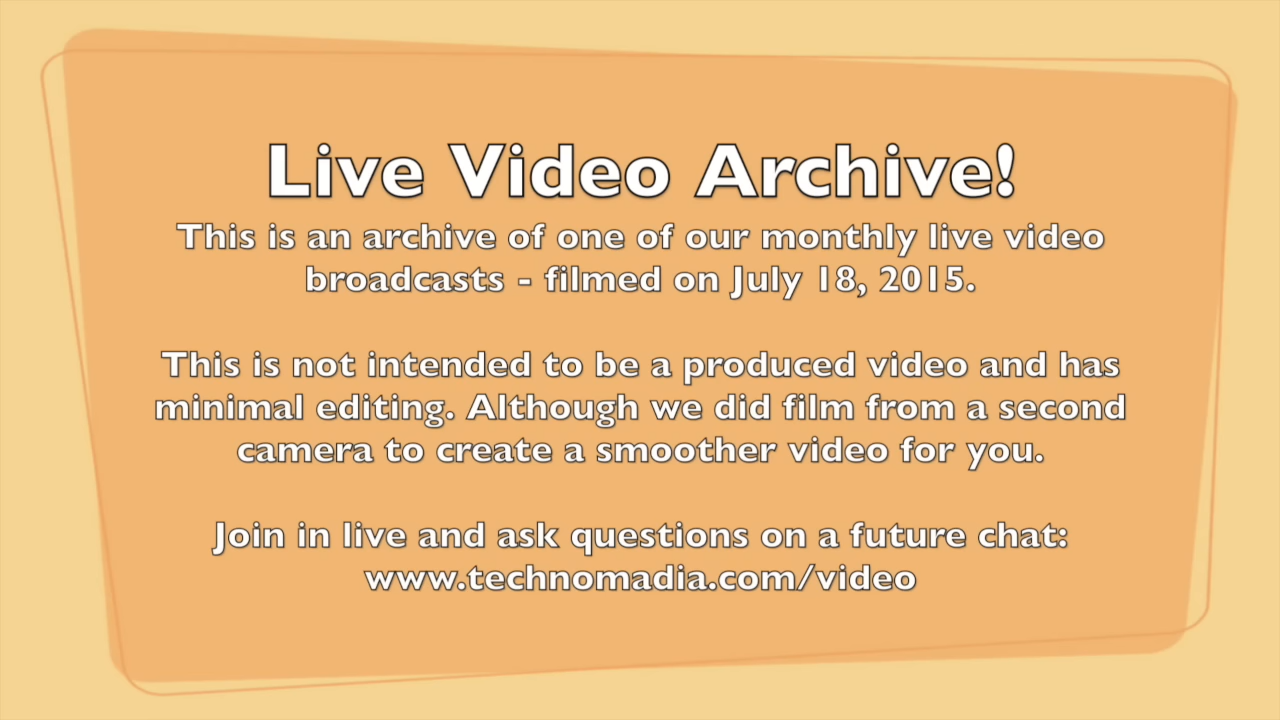 Live Video Archive!
This is an archive of one of our monthly live video
broadcasts - filmed on July 18, 2015.
This is not intended to be a produced video and has
minimal editing. Although we did film from a second
camera to create a smoother video for you.
Join in live and ask questions on a future chat:
www.technomadia.com/video